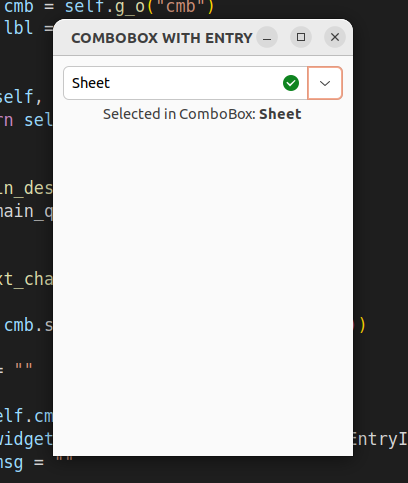 cmb = self.g_o("cmb")
lbl =
COMBOBOX WITH ENTRY
Sheet
Selected in ComboBox: Sheet
self,
rn sel
in_des
main_q
xt_cha
cmb.s ))
= ""
elf.cm
widget EntryI
msg = ""